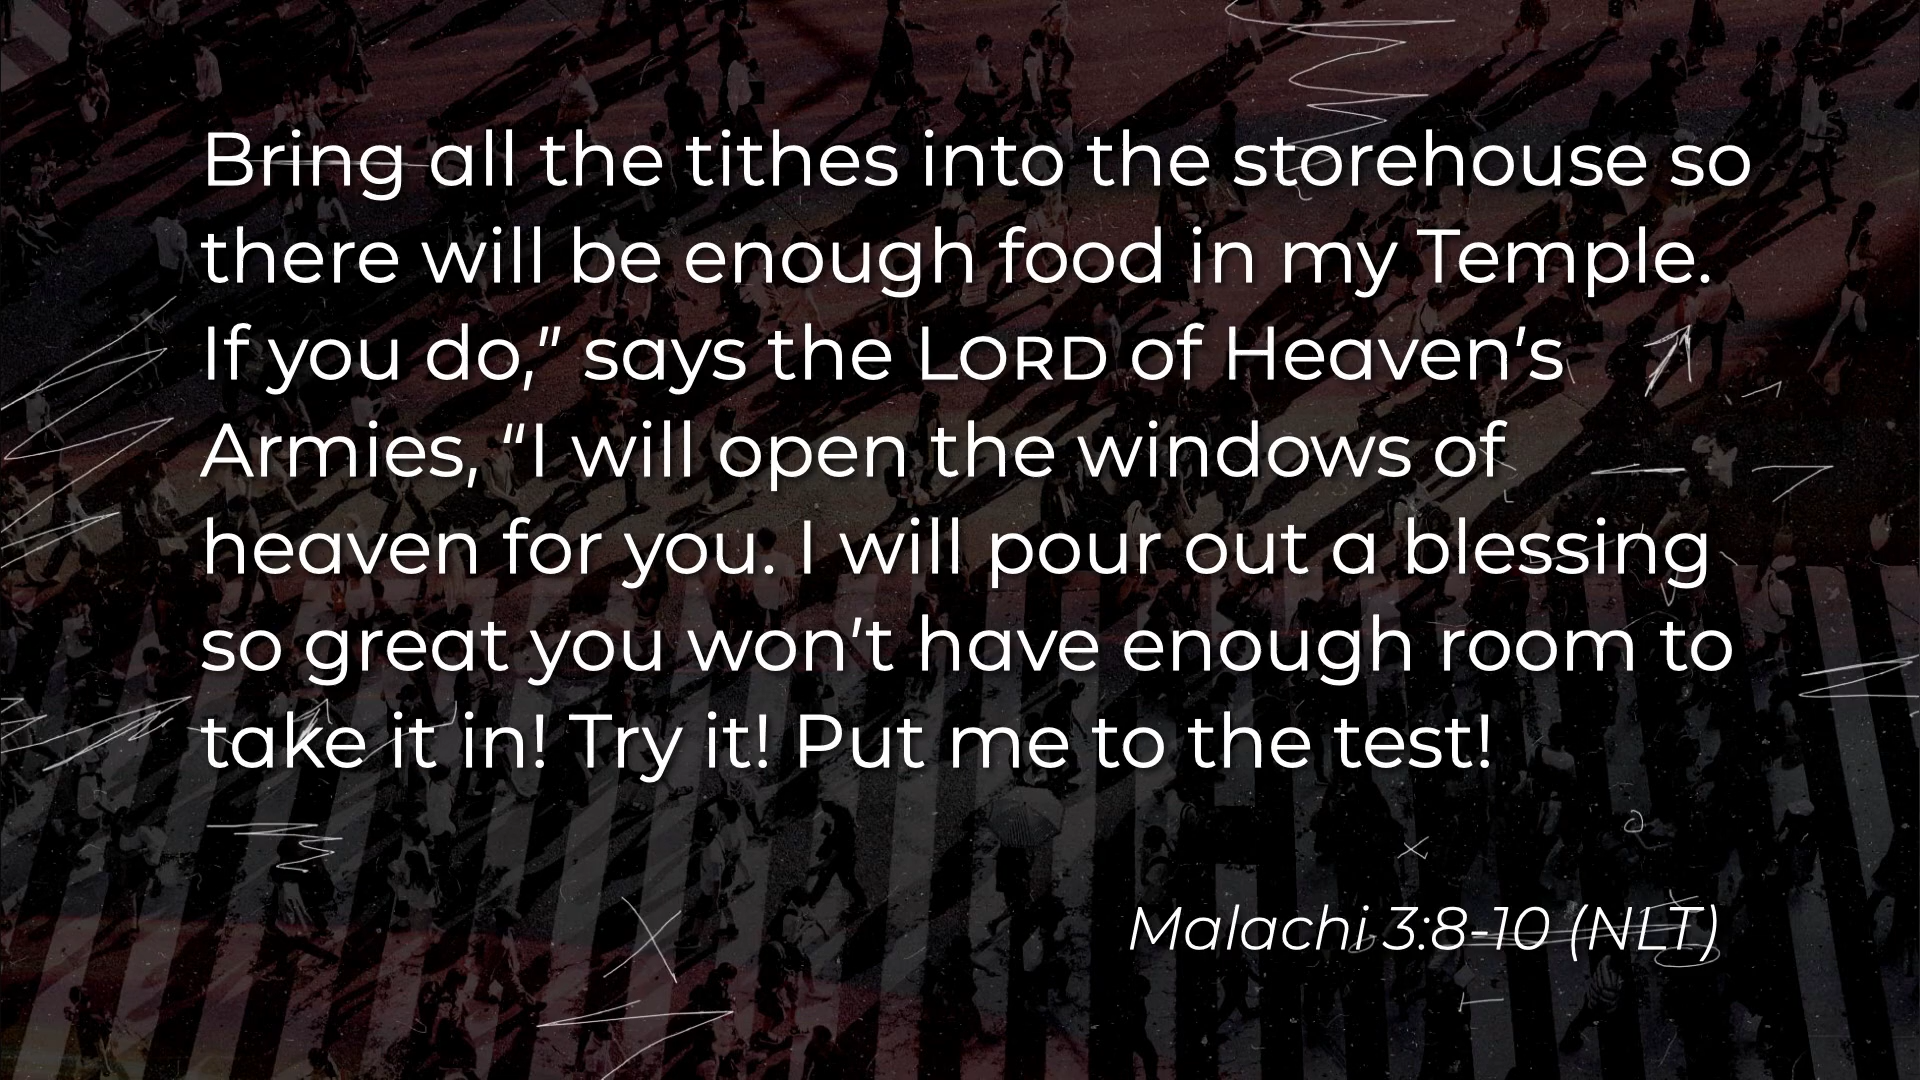 Bring all the tithes into the storehouse so
there will be enough food in my Temple.
If you do,” says the LORD of Heaven’s
Armies, “I will open the windows of
heaven for you. I will pour out a blessing
so great you won’t have enough room to
take it in! Try it! Put me to the test!
Malachi 3:8-10 (NLT)